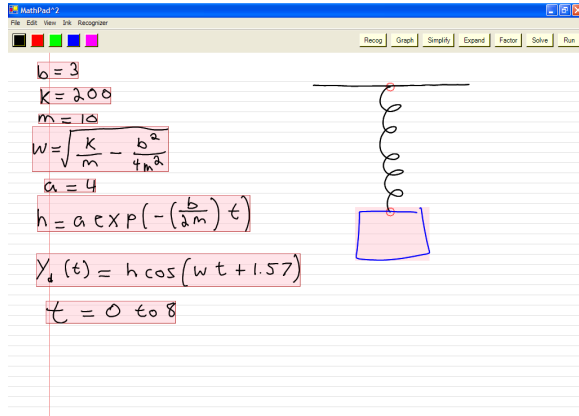 MathPad^2
File Edit View Ink Recognizer
Recog Graph Simplify Expand Factor Solve Run
b = 3
k = 200
m = 10
w = √(k/m - b²/4m²)
a = 4
h = a exp(-(b/2m) t)
y_d (t) = h cos(w t + 1.57)
t = 0 to 8